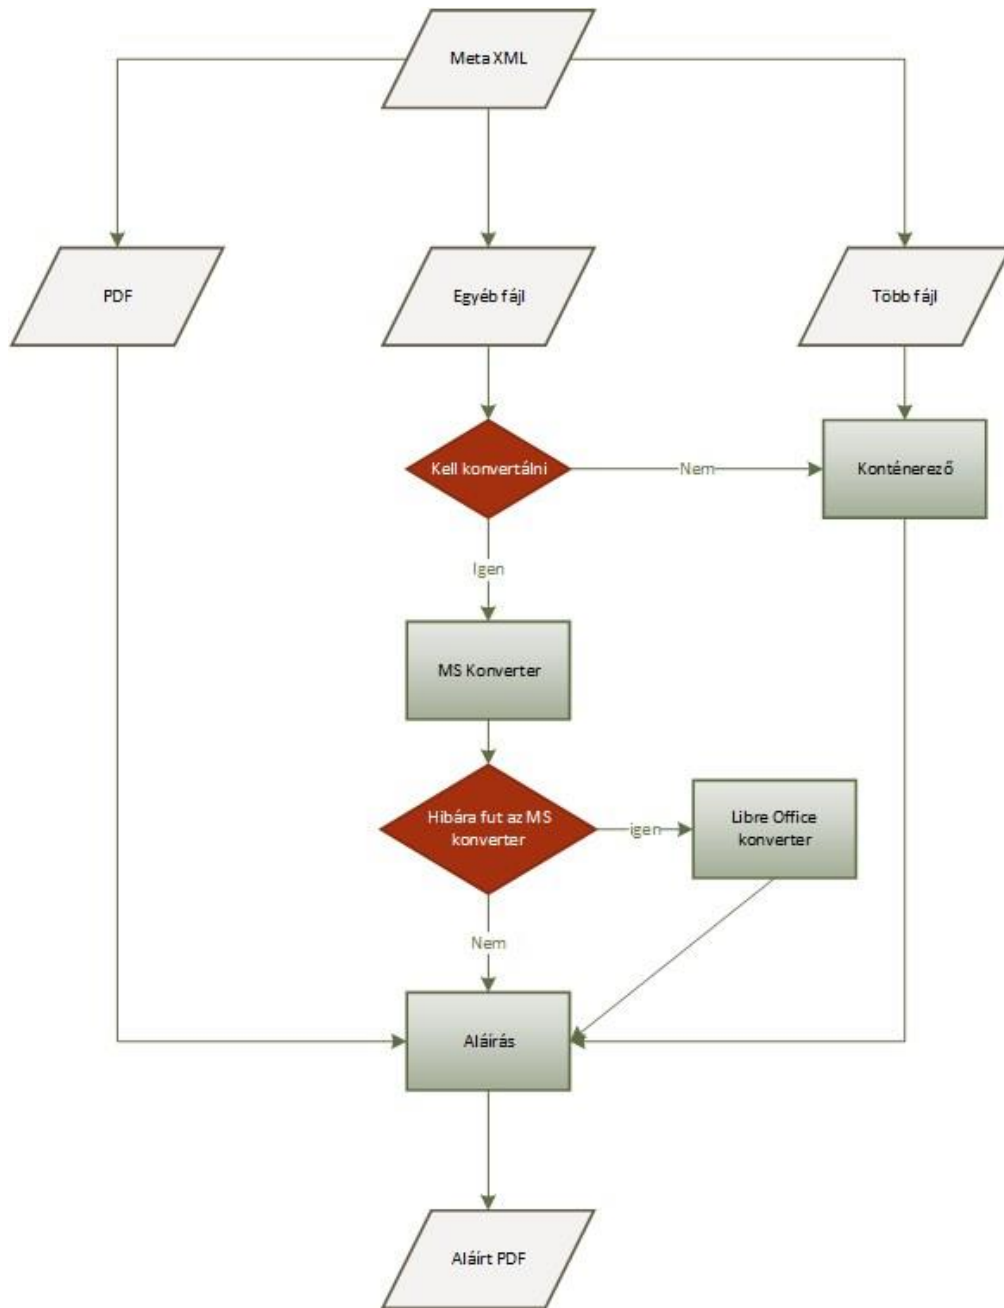 Meta XML
PDF
Egyéb fájl
Több fájl
Kell konvertálni
Nem
Konténerező
Igen
MS Konverter
Hibára fut az MS
konverter
igen
Libre Office
konverter
Nem
Aláírás
Aláírt PDF